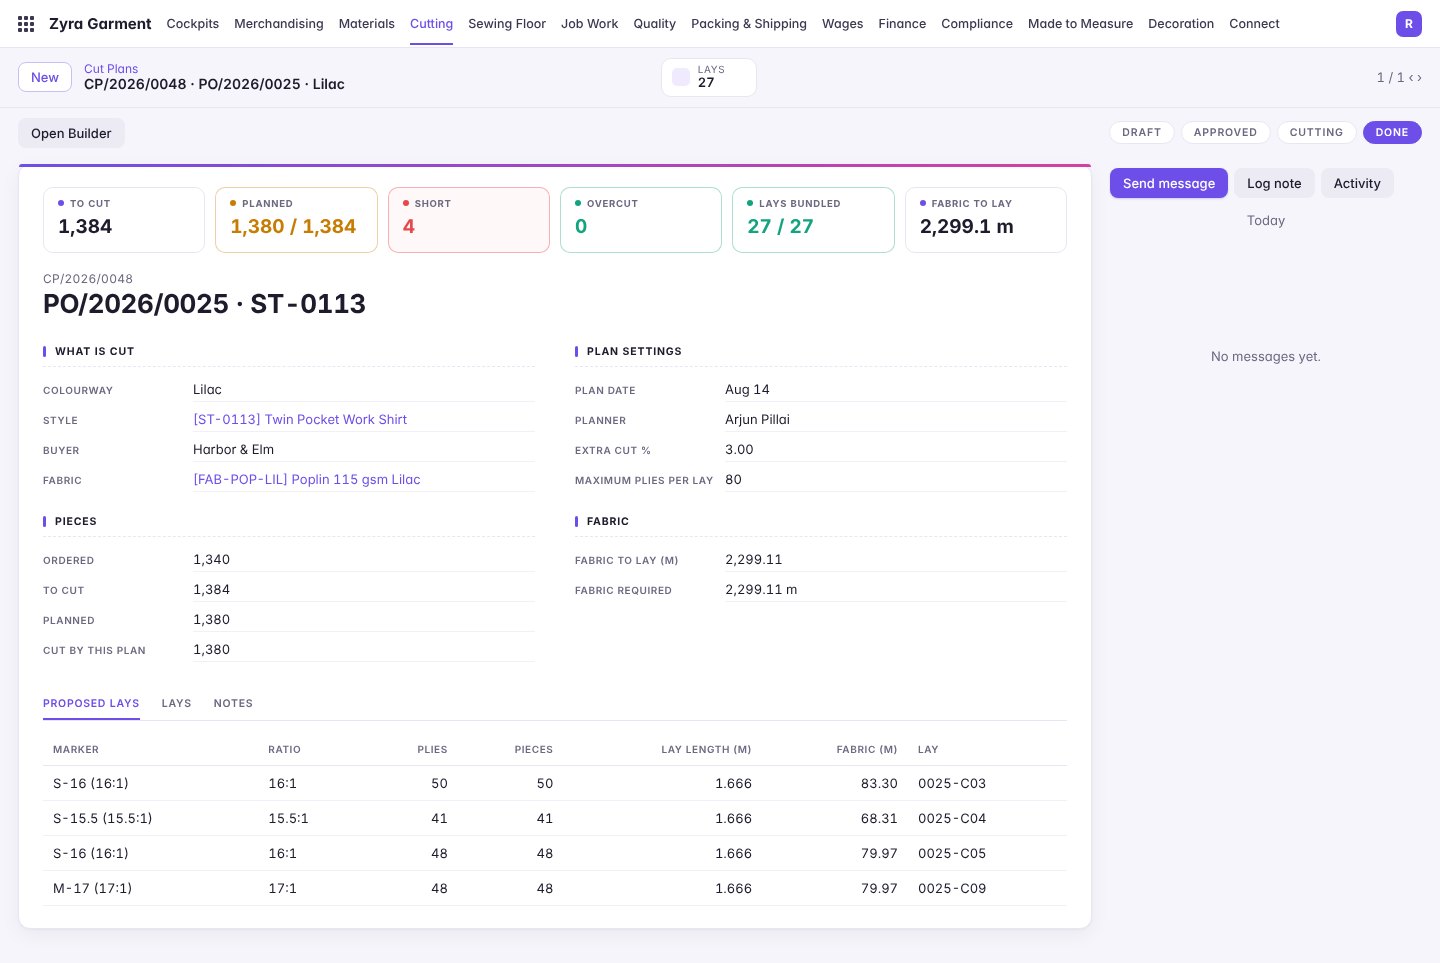 Zyra Garment Cockpits Merchandising Materials Cutting Sewing Floor Job Work Quality Packing & Shipping Wages Finance Compliance Made to Measure Decoration Connect R
New
Cut Plans
CP/2026/0048 · PO/2026/0025 · Lilac
LAYS
27
1 / 1 ‹ ›
Open Builder
DRAFT APPROVED CUTTING DONE
TO CUT
1,384
PLANNED
1,380 / 1,384
SHORT
4
OVERCUT
0
LAYS BUNDLED
27 / 27
FABRIC TO LAY
2,299.1 m
Send message Log note Activity
Today
No messages yet.
CP/2026/0048
PO/2026/0025 · ST-0113
WHAT IS CUT
COLOURWAY Lilac
STYLE [ST-0113] Twin Pocket Work Shirt
BUYER Harbor & Elm
FABRIC [FAB-POP-LIL] Poplin 115 gsm Lilac
PLAN SETTINGS
PLAN DATE Aug 14
PLANNER Arjun Pillai
EXTRA CUT % 3.00
MAXIMUM PLIES PER LAY 80
PIECES
ORDERED 1,340
TO CUT 1,384
PLANNED 1,380
CUT BY THIS PLAN 1,380
FABRIC
FABRIC TO LAY (M) 2,299.11
FABRIC REQUIRED 2,299.11 m
PROPOSED LAYS LAYS NOTES
MARKER RATIO PLIES PIECES LAY LENGTH (M) FABRIC (M) LAY
S-16 (16:1) 16:1 50 50 1.666 83.30 0025-C03
S-15.5 (15.5:1) 15.5:1 41 41 1.666 68.31 0025-C04
S-16 (16:1) 16:1 48 48 1.666 79.97 0025-C05
M-17 (17:1) 17:1 48 48 1.666 79.97 0025-C09